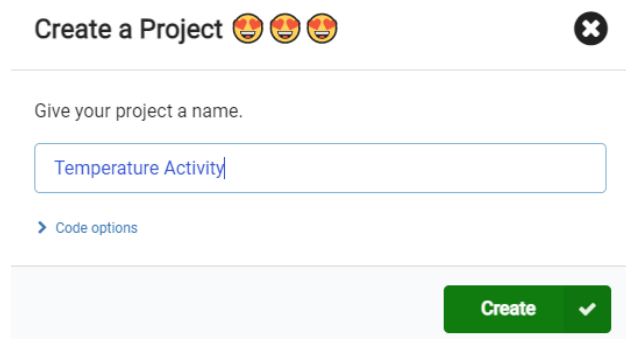 Create a Project 😍 😍 😍
Give your project a name.
Temperature Activity
Code options
Create